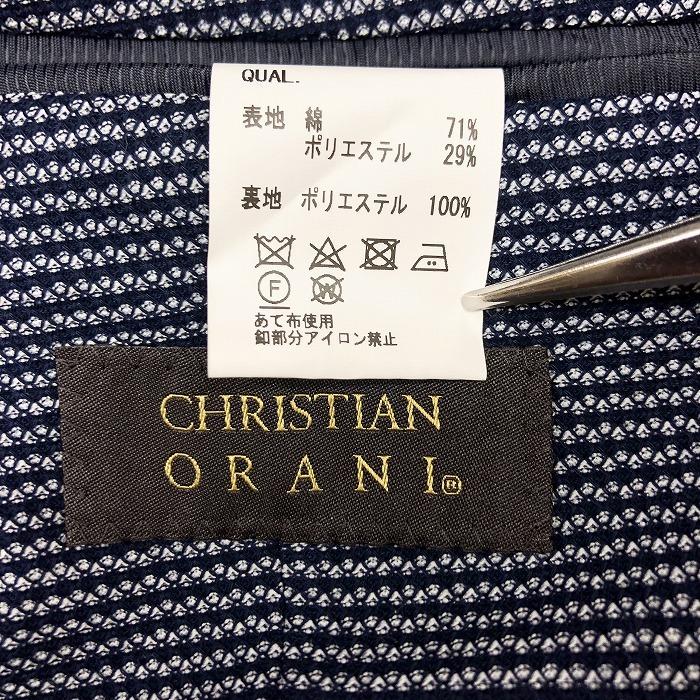 QUAL.
表地 綿 71%
ポリエステル 29%
裏地 ポリエステル 100%
F W
あて布使用
釦部分アイロン禁止
CHRISTIAN
ORANI®